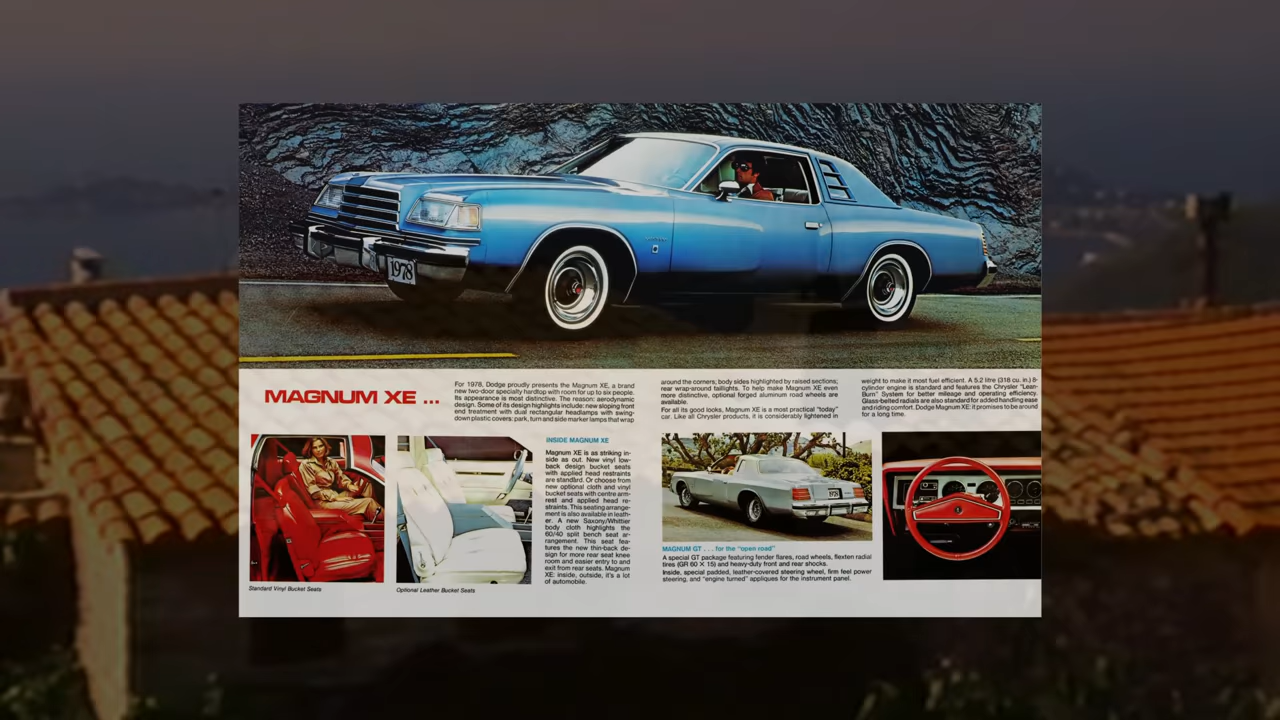 1978
MAGNUM XE ...
For 1978, Dodge proudly presents the Magnum XE, a brand
new two-door specialty hardtop with room for up to six people.
Its appearance is most distinctive. The reason: aerodynamic
design. Some of its design highlights include: new sloping front
end treatment with dual rectangular headlamps with swing-
down plastic covers: park, turn and side marker lamps that wrap
around the corners; body sides highlighted by raised sections;
rear wrap-around taillights. To help make Magnum XE even
more distinctive, optional forged aluminum road wheels are
available.
For all its good looks, Magnum XE is a most practical "today"
car. Like all Chrysler products, it is considerably lightened in
weight to make it most fuel efficient. A 5.2 litre (318 cu. in.) 8-
cylinder engine is standard and features the Chrysler "Lean-
Burn" System for better mileage and operating efficiency.
Glass-belted radials are also standard for added handling ease
and riding comfort. Dodge Magnum XE: it promises to be around
for a long time.
Standard Vinyl Bucket Seats
Optional Leather Bucket Seats
INSIDE MAGNUM XE
Magnum XE is as striking in-
side as out. New vinyl low-
back design bucket seats
with applied head restraints
are standard. Or choose from
new optional cloth and vinyl
bucket seats with centre arm-
rest and applied head re-
straints. This seating arrange-
ment is also available in leath-
er. A new Saxony/Whittier
body cloth highlights the
60/40 split bench seat ar-
rangement. This seat fea-
tures the new thin-back de-
sign for more rear seat knee
room and easier entry to and
exit from rear seats. Magnum
XE: inside, outside, it's a lot
of automobile.
1978
MAGNUM GT . . . for the "open road"
A special GT package featuring fender flares, road wheels, flexten radial
tires (GR 60 X 15) and heavy-duty front and rear shocks.
Inside, special padded, leather-covered steering wheel, firm feel power
steering, and "engine turned" appliques for the instrument panel.